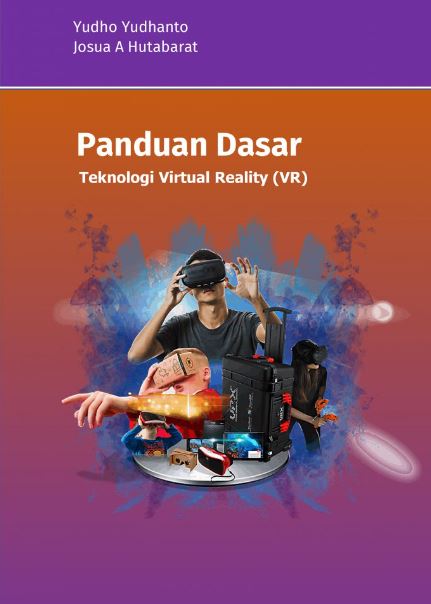 Yudho Yudhanto
Josua A Hutabarat
Panduan Dasar
Teknologi Virtual Reality (VR)